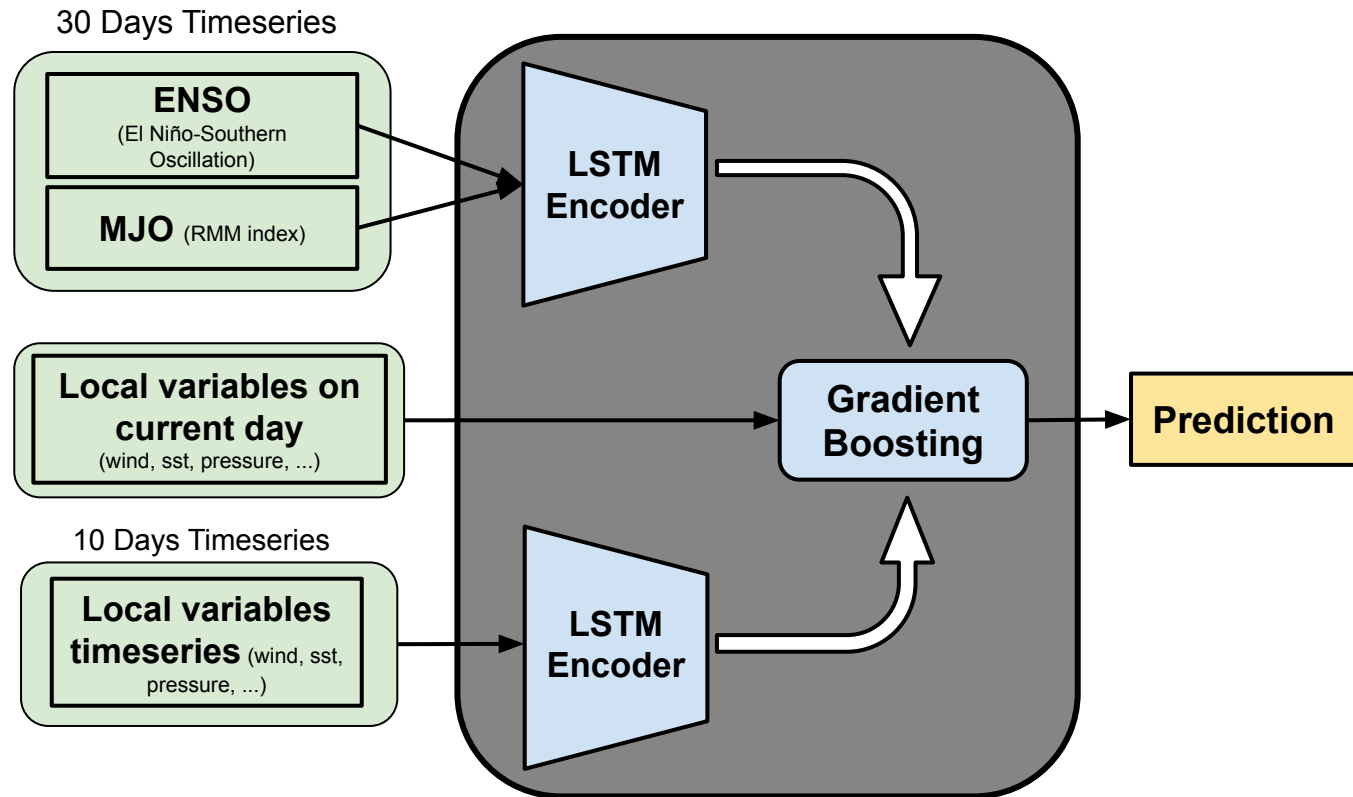 30 Days Timeseries
ENSO
(El Niño-Southern
Oscillation)
MJO (RMM index)
LSTM
Encoder
Local variables on
current day
(wind, sst, pressure, ...)
Gradient
Boosting
Prediction
10 Days Timeseries
Local variables
timeseries (wind, sst,
pressure, ...)
LSTM
Encoder